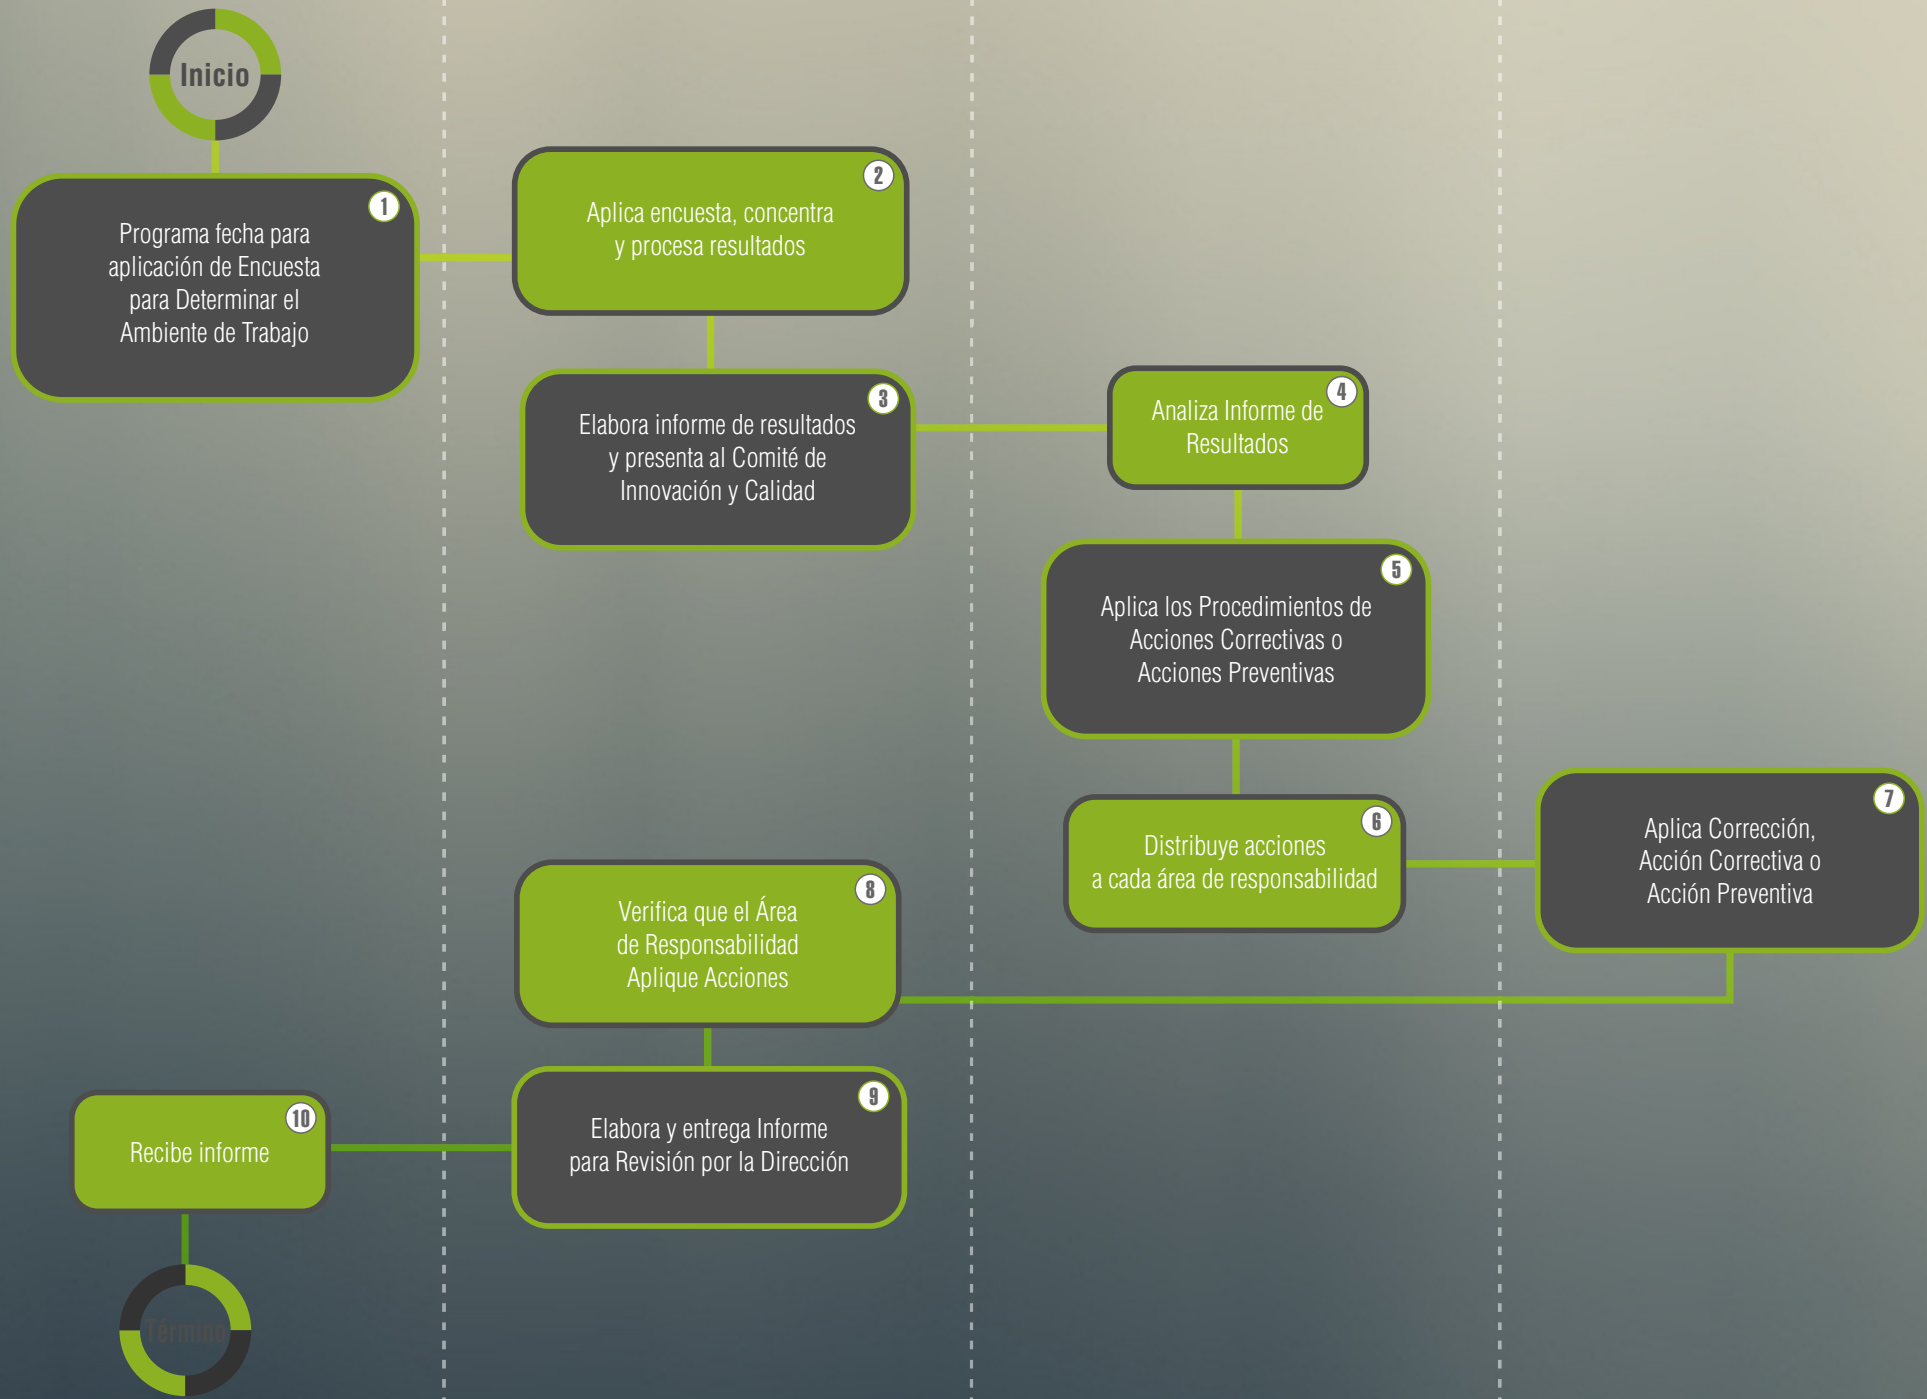 Inicio
1
Programa fecha para
aplicación de Encuesta
para Determinar el
Ambiente de Trabajo
2
Aplica encuesta, concentra
y procesa resultados
3
Elabora informe de resultados
y presenta al Comité de
Innovación y Calidad
4
Analiza Informe de
Resultados
5
Aplica los Procedimientos de
Acciones Correctivas o
Acciones Preventivas
6
Distribuye acciones
a cada área de responsabilidad
7
Aplica Corrección,
Acción Correctiva o
Acción Preventiva
8
Verifica que el Área
de Responsabilidad
Aplique Acciones
9
Elabora y entrega Informe
para Revisión por la Dirección
10
Recibe informe
Término